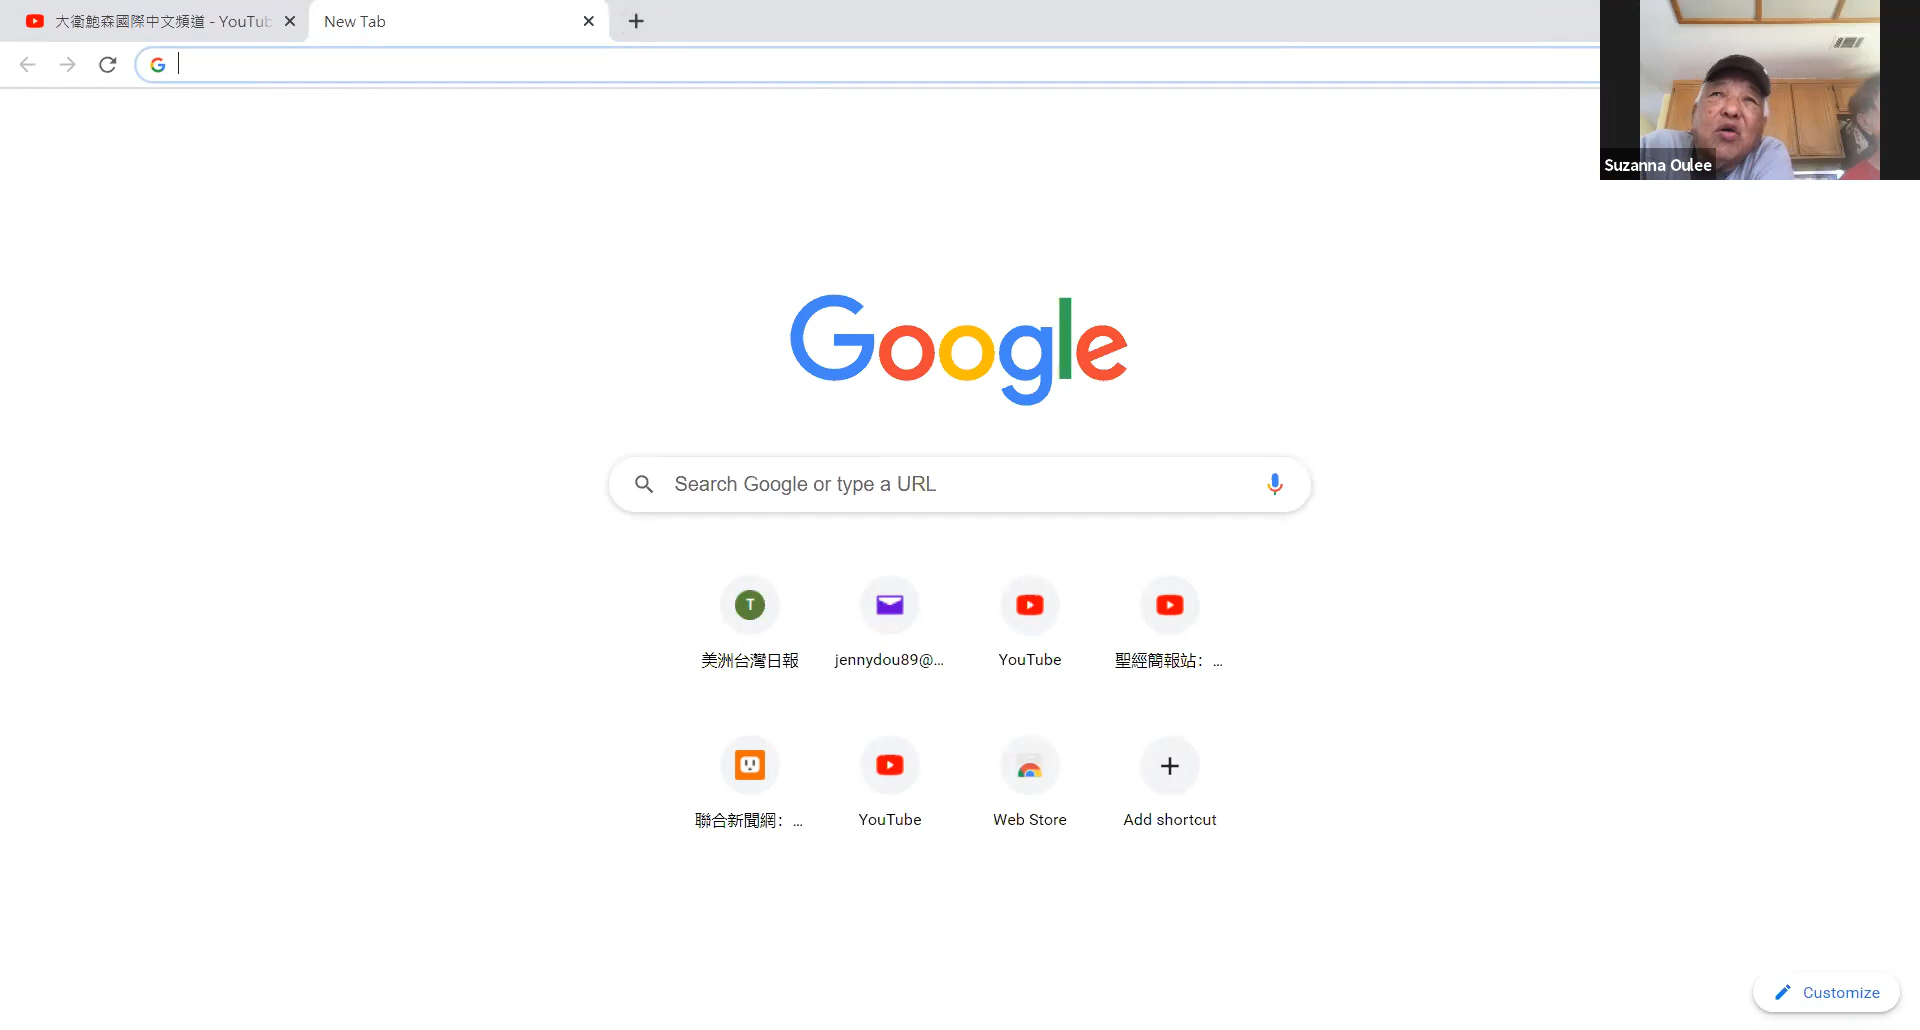 大衛鮑森國際中文頻道 - YouTub
New Tab
Suzanna Oulee
Google
Search Google or type a URL
T
美洲台灣日報
jennydou89@...
YouTube
聖經簡報站: ...
聯合新聞網: ...
YouTube
Web Store
Add shortcut
Customize